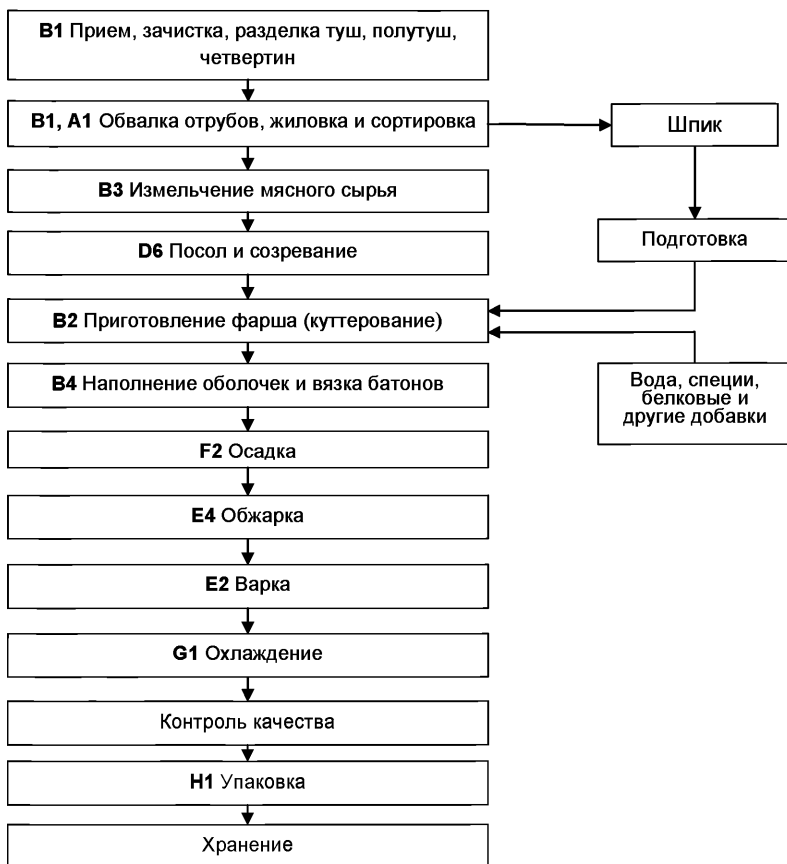 В1 Прием, зачистка, разделка туш, полутуш,
четвертин
В1, А1 Обвалка отрубов, жиловка и сортировка
Шпик
В3 Измельчение мясного сырья
D6 Посол и созревание
Подготовка
В2 Приготовление фарша (куттерование)
В4 Наполнение оболочек и вязка батонов
Вода, специи,
белковые и
другие добавки
F2 Осадка
Е4 Обжарка
Е2 Варка
G1 Охлаждение
Контроль качества
Н1 Упаковка
Хранение